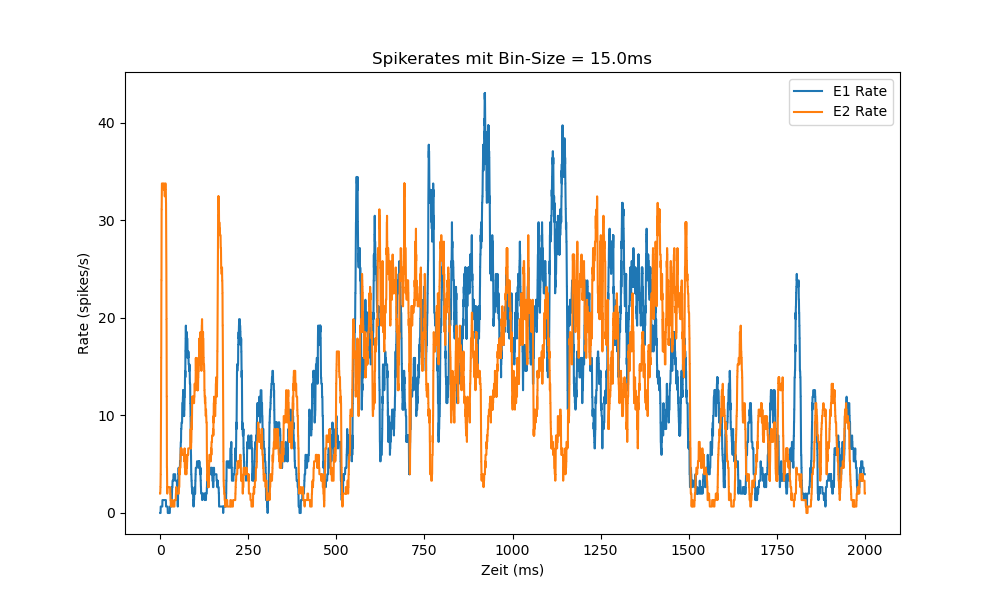 Spikerates mit Bin-Size = 15.0ms
E1 Rate
E2 Rate
Rate (spikes/s)
40
30
20
10
0
0 250 500 750 1000 1250 1500 1750 2000
Zeit (ms)